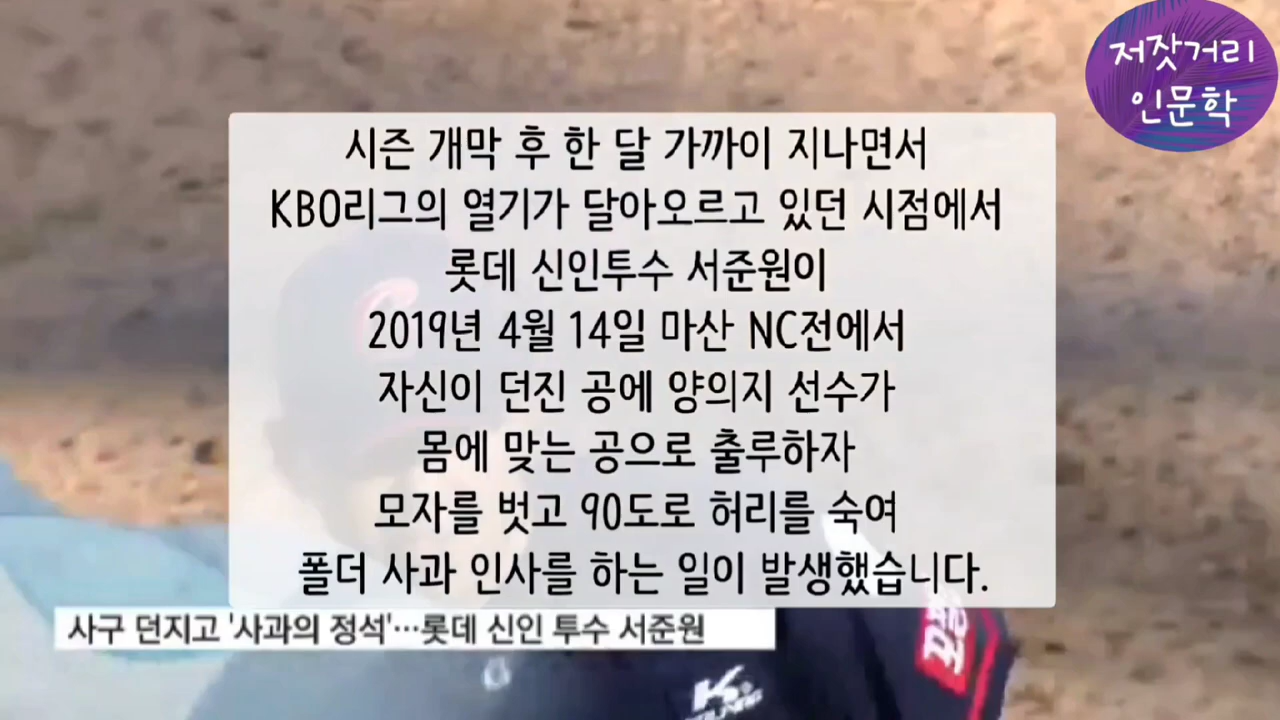 저잣거리
인문학
시즌 개막 후 한 달 가까이 지나면서
KBO리그의 열기가 달아오르고 있던 시점에서
롯데 신인투수 서준원이
2019년 4월 14일 마산 NC전에서
자신이 던진 공에 양의지 선수가
몸에 맞는 공으로 출루하자
모자를 벗고 90도로 허리를 숙여
폴더 사과 인사를 하는 일이 발생했습니다.
사구 던지고 '사과의 정석'…롯데 신인 투수 서준원